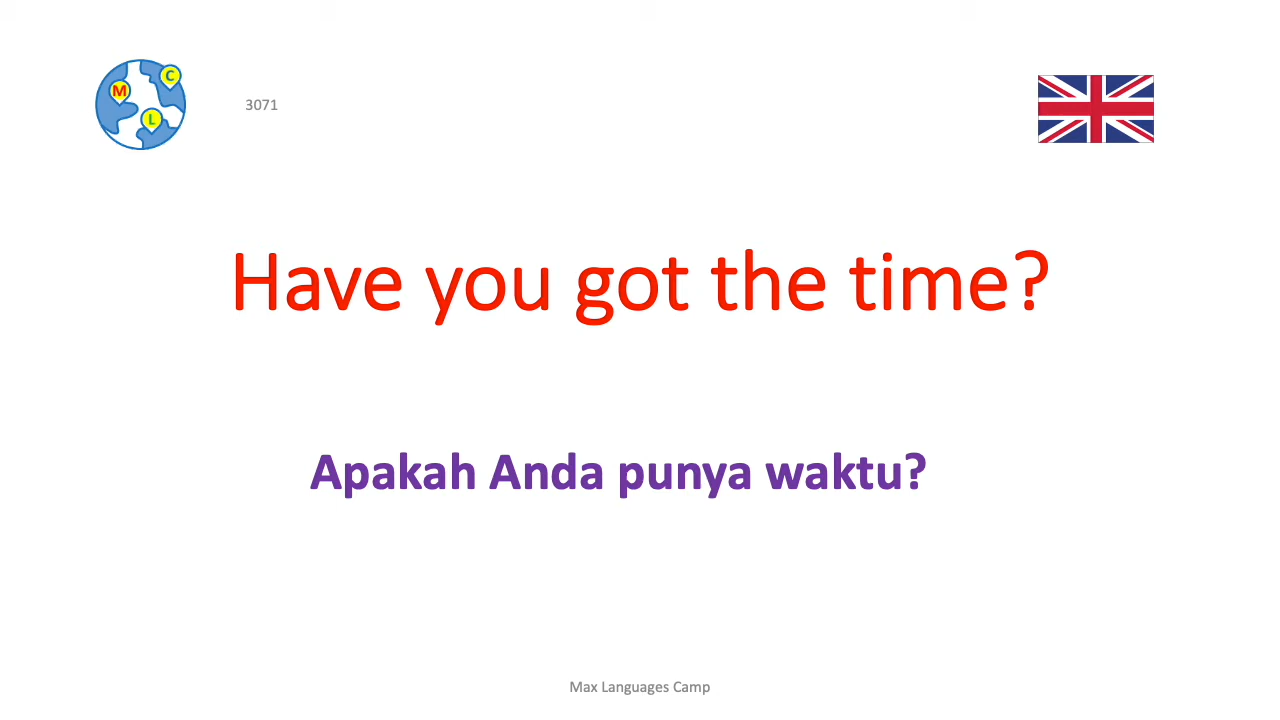 C
M
L
3071
Have you got the time?
Apakah Anda punya waktu?
Max Languages Camp